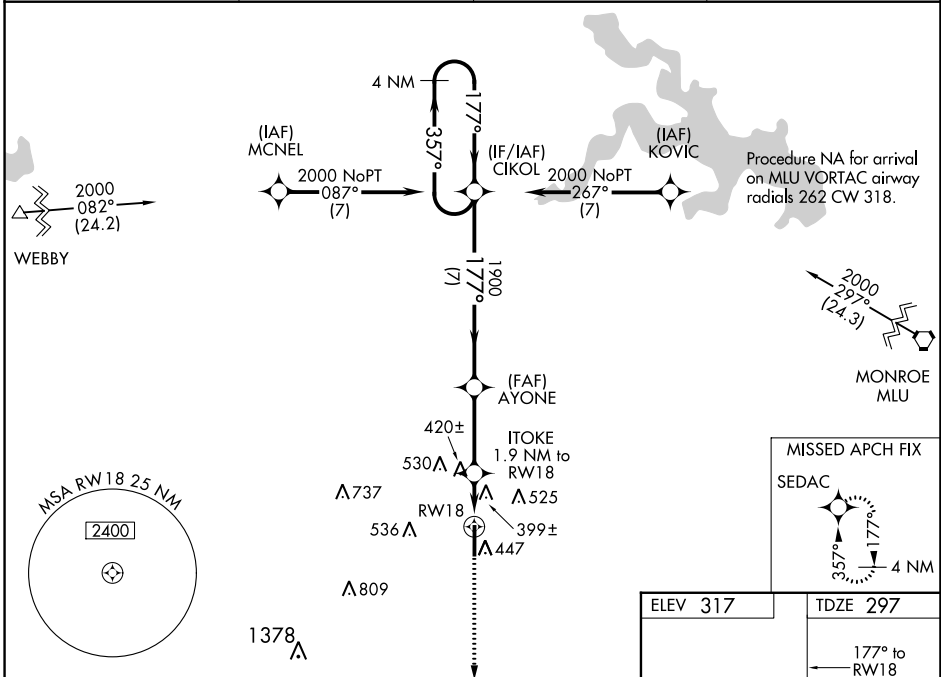 4 NM
177°
357°
(IAF)
MCNEL
2000 NoPT
087°
(7)
(IF/IAF)
CIKOL
(IAF)
KOVIC
2000 NoPT
267°
(7)
Procedure NA for arrival
on MLU VORTAC airway
radials 262 CW 318.
2000
082°
(24.2)
WEBBY
1900
177°
(7)
2000
297°
(24.3)
MONROE
MLU
(FAF)
AYONE
420±
530
ITOKE
1.9 NM to
RW18
737
525
RW18
536
399±
447
809
1378
MSA RW 18 25 NM
2400
MISSED APCH FIX
SEDAC
357°
177°
4 NM
ELEV 317
TDZE 297
177° to
RW18